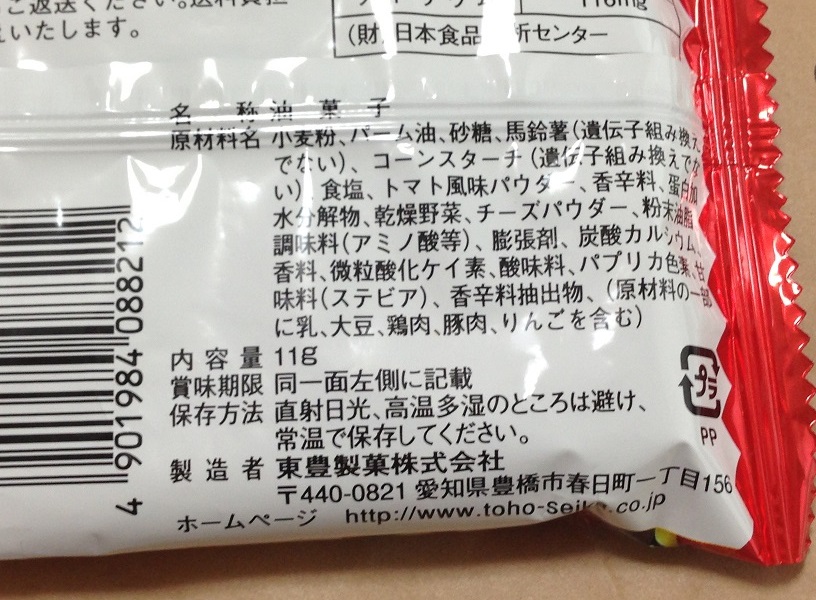 ご返送ください。送料負担
いたします。
116mg
(財)日本食品 析センター
名称 油菓子
原材料名 小麦粉、パーム油、砂糖、馬鈴薯(遺伝子組み換え
でない)、コーンスターチ(遺伝子組み換えでな
い)、食塩、トマト風味パウダー、香辛料、蛋白加
水分解物、乾燥野菜、チーズパウダー、粉末油脂、
調味料(アミノ酸等)、膨張剤、炭酸カルシウム、
香料、微粒酸化ケイ素、酸味料、パプリカ色素、甘
味料(ステビア)、香辛料抽出物、(原材料の一部
に乳、大豆、鶏肉、豚肉、りんごを含む)
内容量 11g
賞味期限 同一面左側に記載
保存方法 直射日光、高温多湿のところは避け、
常温で保存してください。
製造者 東豊製菓株式会社
〒440-0821 愛知県豊橋市春日町一丁目156
ホームページ http://www.toho-seika.co.jp
4 901984 088212
プラ
PP